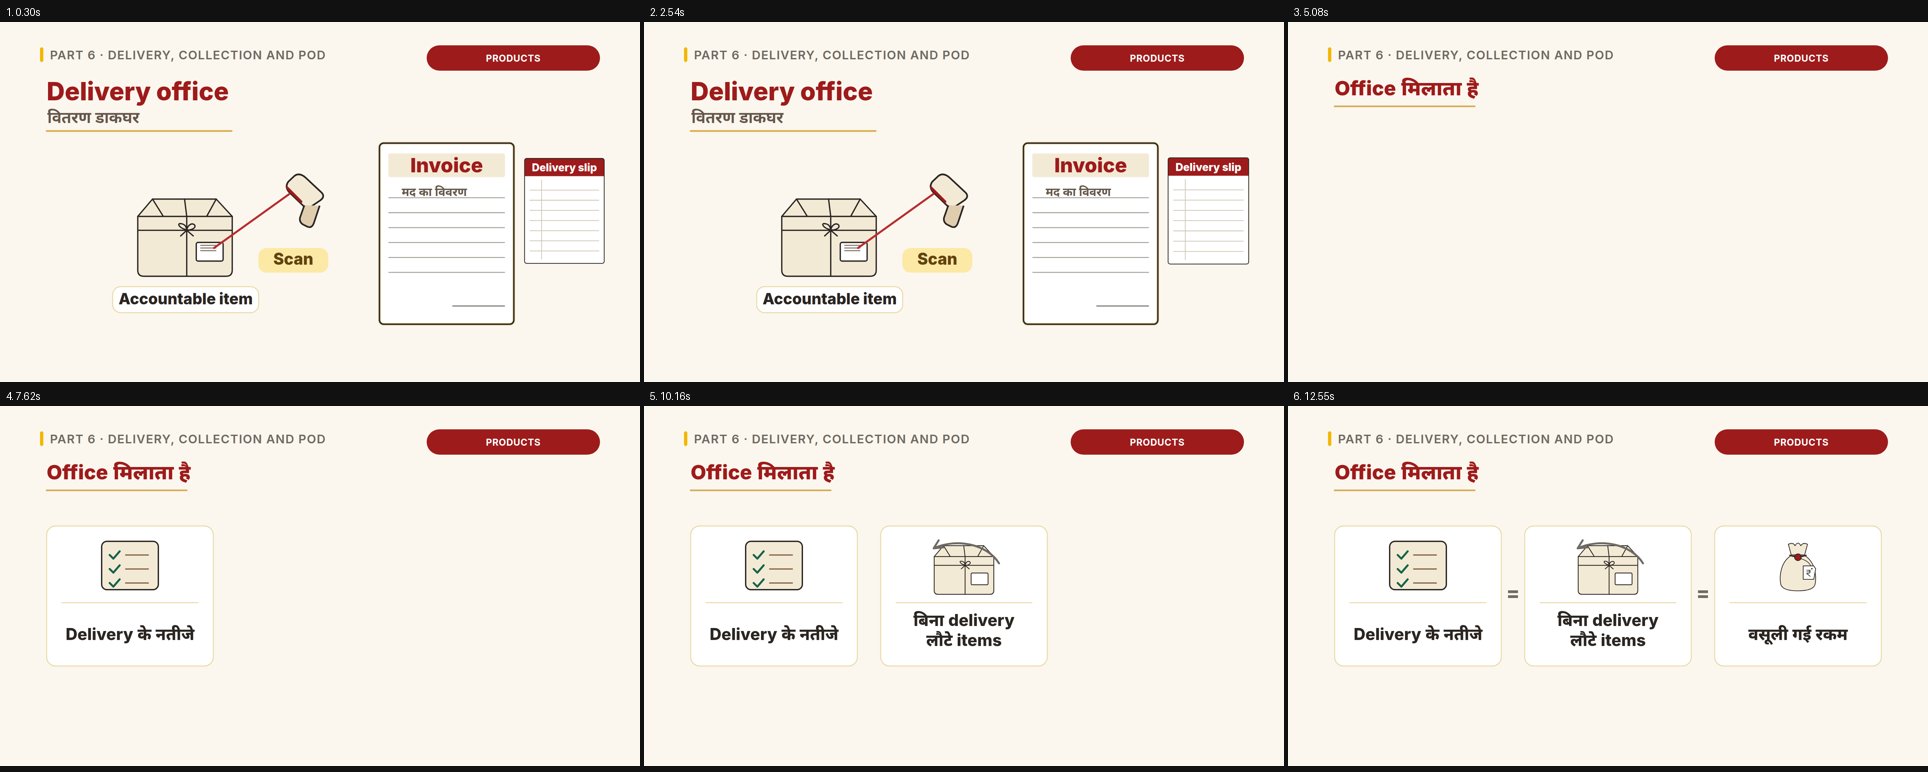 1. 0.30s
PART 6 · DELIVERY, COLLECTION AND POD
PRODUCTS
Delivery office
वितरण डाकघर
Invoice
मद का विवरण
Delivery slip
Scan
Accountable item
2. 2.54s
PART 6 · DELIVERY, COLLECTION AND POD
PRODUCTS
Delivery office
वितरण डाकघर
Invoice
मद का विवरण
Delivery slip
Scan
Accountable item
3. 5.08s
PART 6 · DELIVERY, COLLECTION AND POD
PRODUCTS
Office मिलाता है
4. 7.62s
PART 6 · DELIVERY, COLLECTION AND POD
PRODUCTS
Office मिलाता है
Delivery के नतीजे
5. 10.16s
PART 6 · DELIVERY, COLLECTION AND POD
PRODUCTS
Office मिलाता है
Delivery के नतीजे
बिना delivery
लौटे items
6. 12.55s
PART 6 · DELIVERY, COLLECTION AND POD
PRODUCTS
Office मिलाता है
Delivery के नतीजे
=
बिना delivery
लौटे items
=
₹
वसूली गई रकम